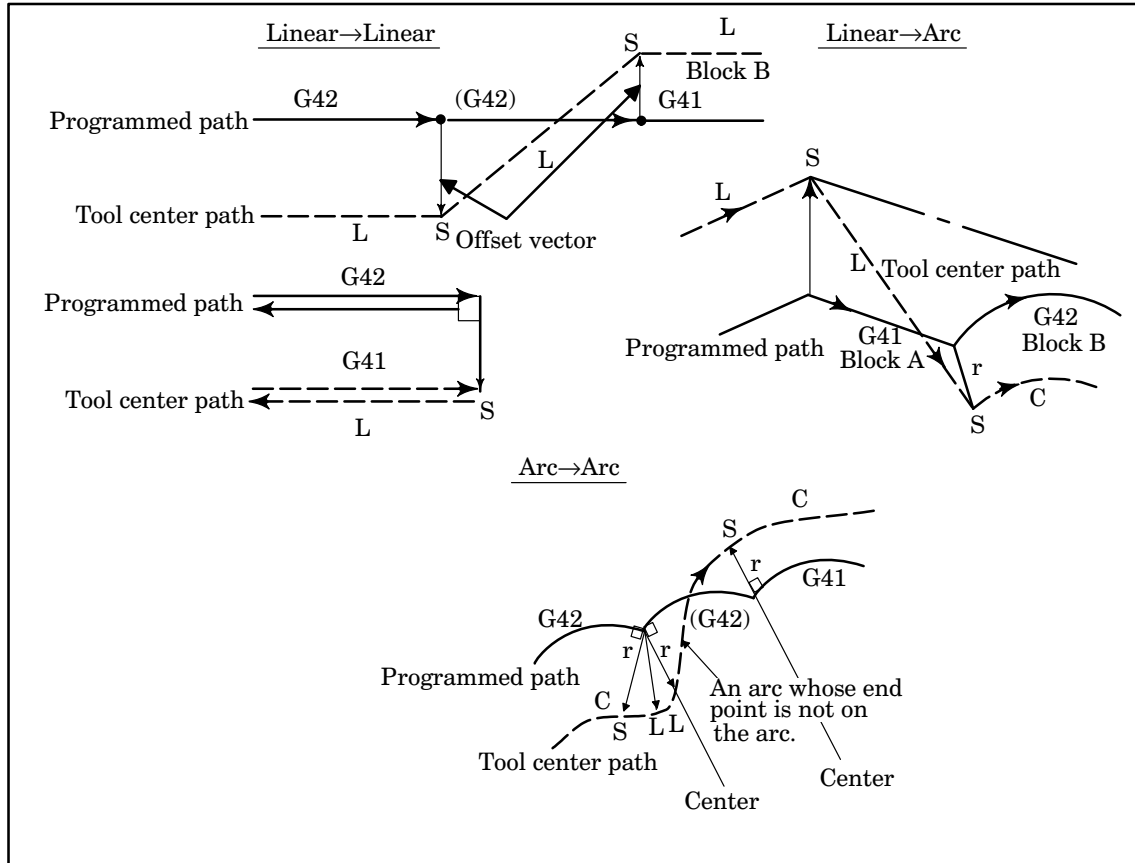 Linear→Linear
S
L
Block B
G42
(G42)
G41
Programmed path
L
Tool center path
L
S
Offset vector
G42
Programmed path
G41
Tool center path
S
L
Linear→Arc
S
L
L
Tool center path
G41
Block A
G42
Block B
Programmed path
r
S
C
Arc→Arc
C
S
r
G41
G42
(G42)
r
r
Programmed path
An arc whose end
point is not on
the arc.
C
S
L
L
Tool center path
Center
Center